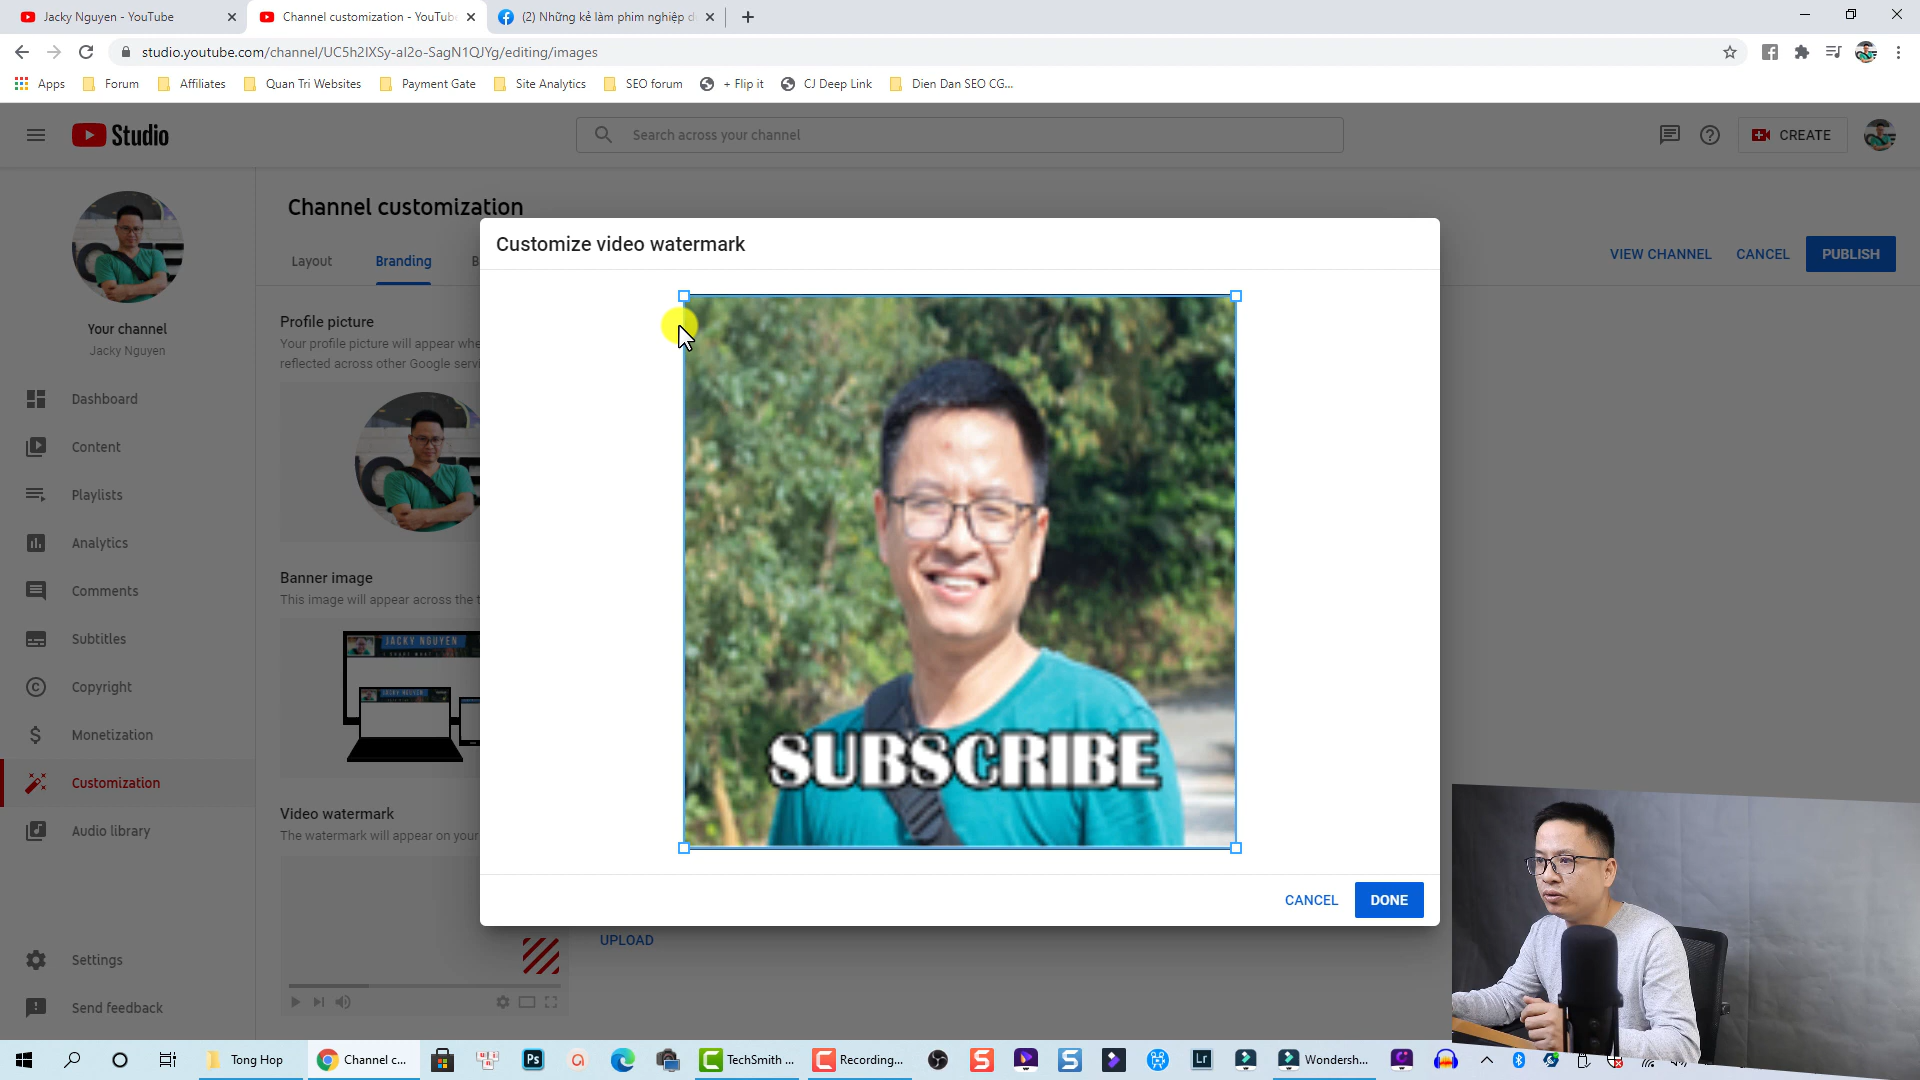 Jacky Nguyen - YouTube
Channel customization - YouTube
(2) Những kẻ làm phim nghiệp d
studio.youtube.com/channel/UC5h2IXSy-aI2o-SagN1QJYg/editing/images
Apps
Forum
Affiliates
Quan Tri Websites
Payment Gate
Site Analytics
SEO forum
+ Flip it
CJ Deep Link
Dien Dan SEO CG...
Studio
Search across your channel
CREATE
Channel customization
Layout
Branding
B
VIEW CHANNEL
CANCEL
PUBLISH
Your channel
Jacky Nguyen
Dashboard
Content
Playlists
Analytics
Comments
Subtitles
Copyright
Monetization
Customization
Audio library
Settings
Send feedback
Profile picture
Your profile picture will appear whe
reflected across other Google servi
Banner image
This image will appear across the t
JACKY NGUYEN
Video watermark
The watermark will appear on your
UPLOAD
Customize video watermark
SUBSCRIBE
CANCEL
DONE
Tong Hop
Channel c...
Ps
TechSmith ...
Recording...
Lr
Wondersh...